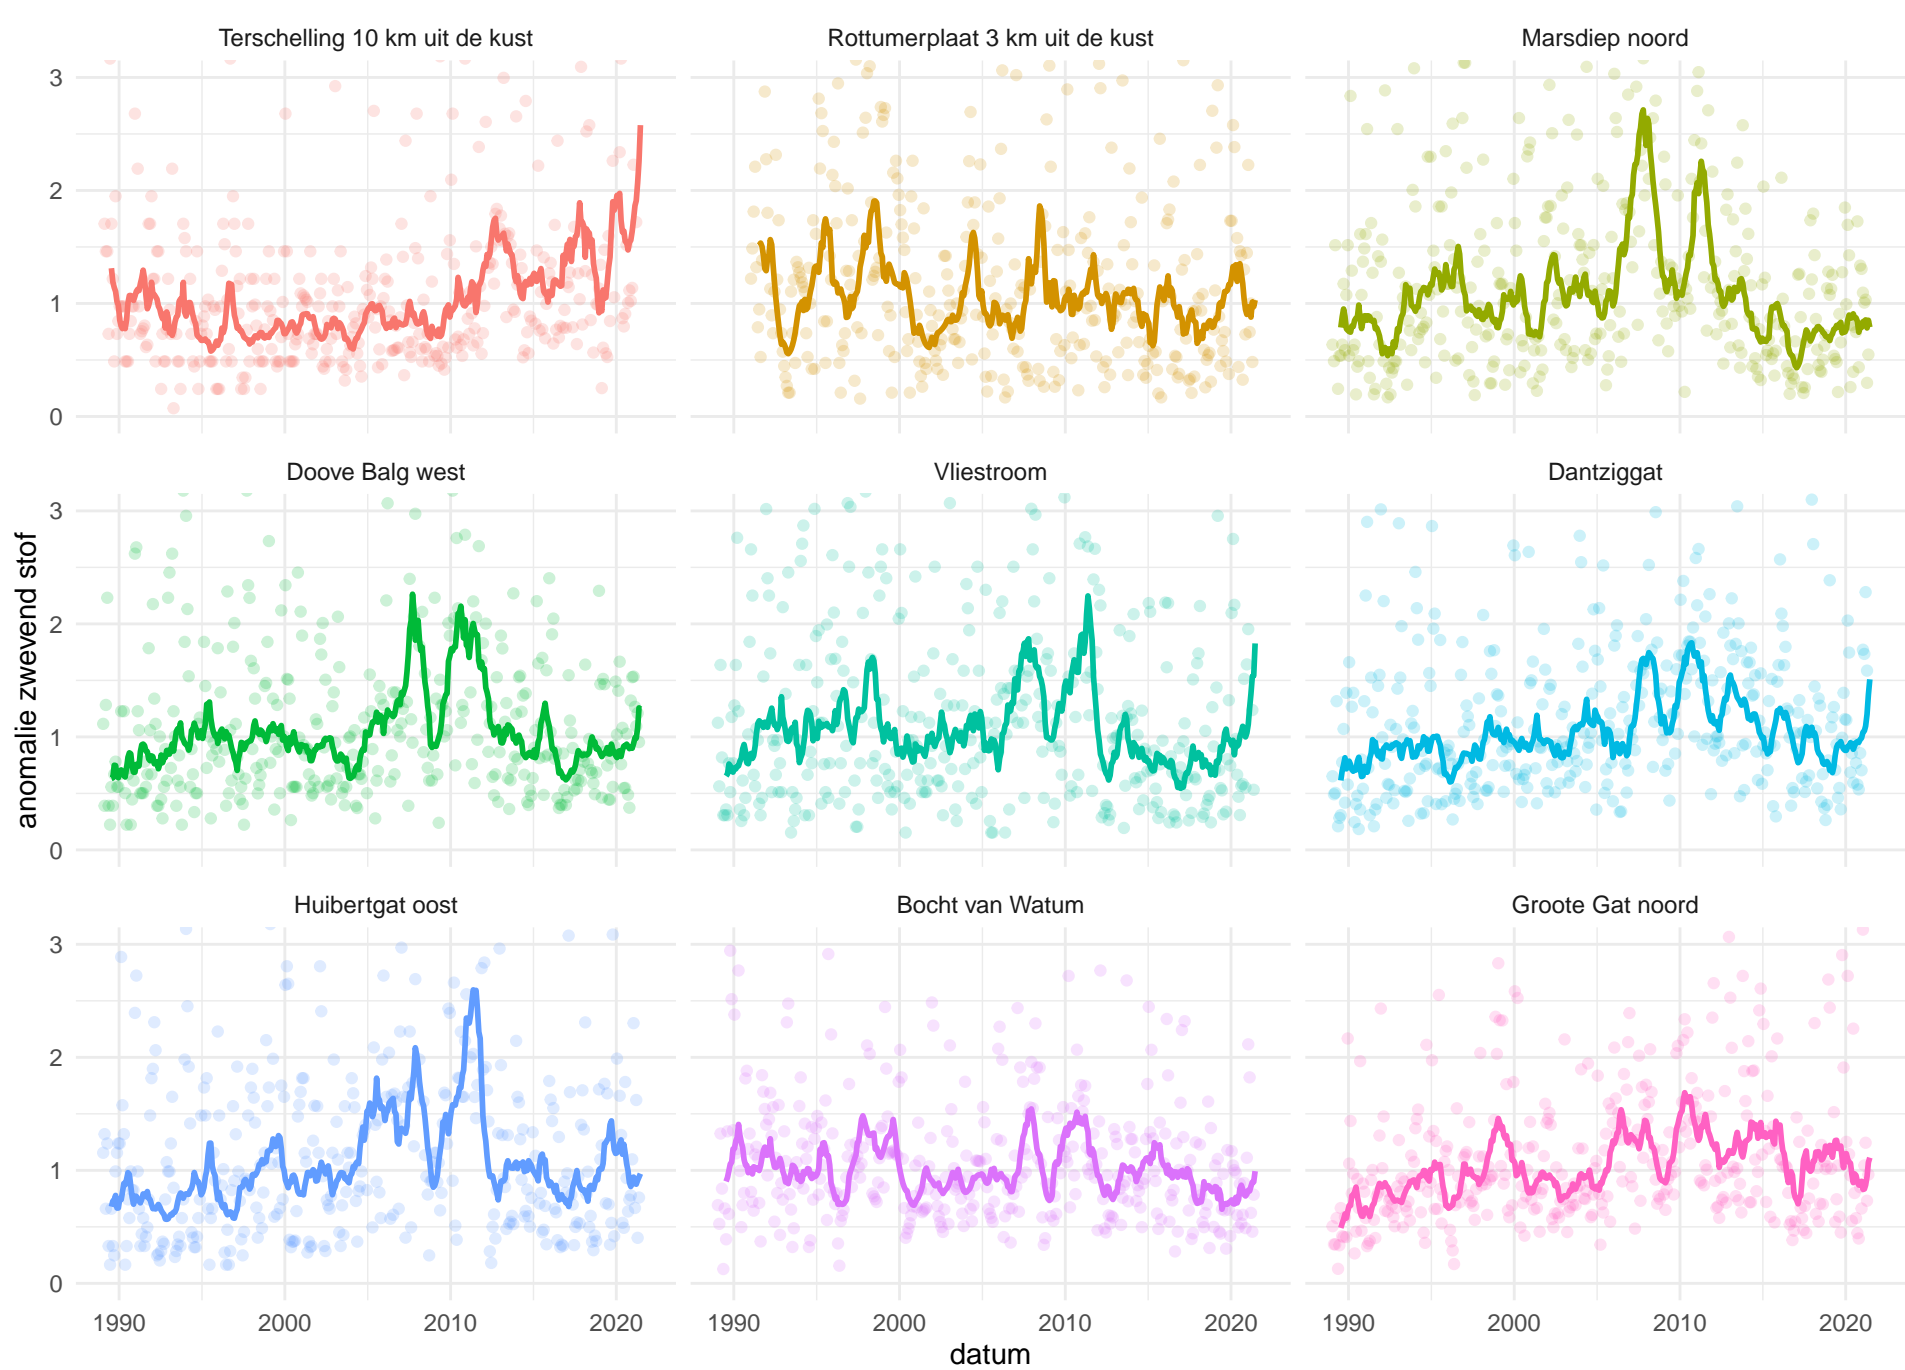 Terschelling 10 km uit de kust
Rottumerplaat 3 km uit de kust
Marsdiep noord
3
2
1
0
Doove Balg west
Vliestroom
Dantziggat
3
2
1
0
anomalie zwevend stof
Huibertgat oost
Bocht van Watum
Groote Gat noord
3
2
1
0
1990 2000 2010 2020
1990 2000 2010 2020
1990 2000 2010 2020
datum